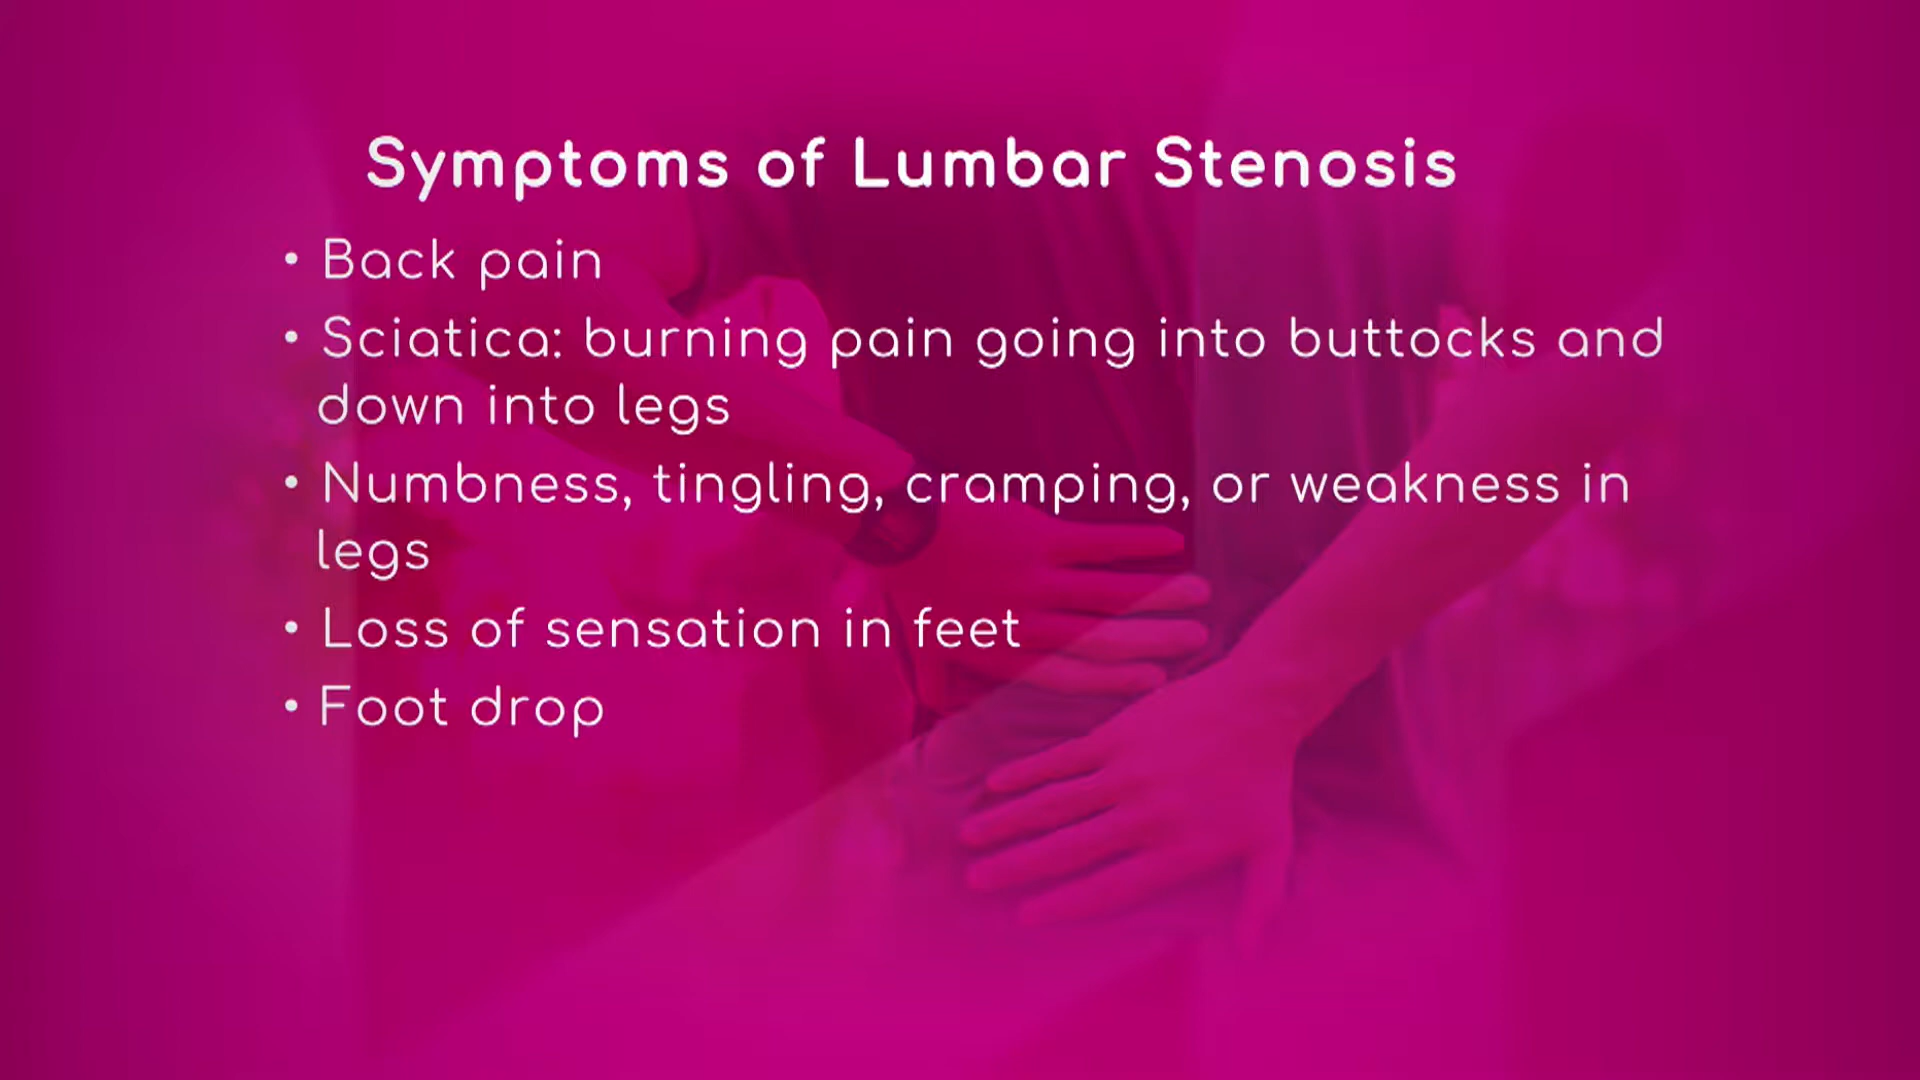 Symptoms of Lumbar Stenosis
• Back pain
• Sciatica: burning pain going into buttocks and
down into legs
• Numbness, tingling, cramping, or weakness in
legs
• Loss of sensation in feet
• Foot drop